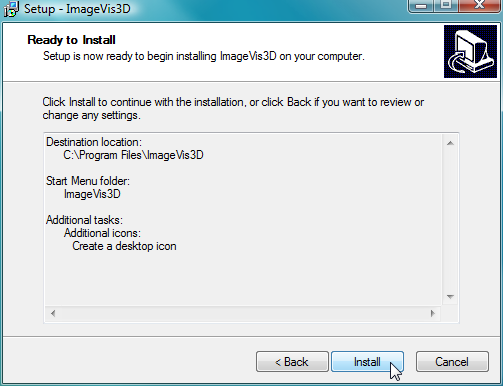 Setup - ImageVis3D
Ready to Install
Setup is now ready to begin installing ImageVis3D on your computer.
Click Install to continue with the installation, or click Back if you want to review or
change any settings.
Destination location:
C:\Program Files\ImageVis3D
Start Menu folder:
ImageVis3D
Additional tasks:
Additional icons:
Create a desktop icon
< Back
Install
Cancel